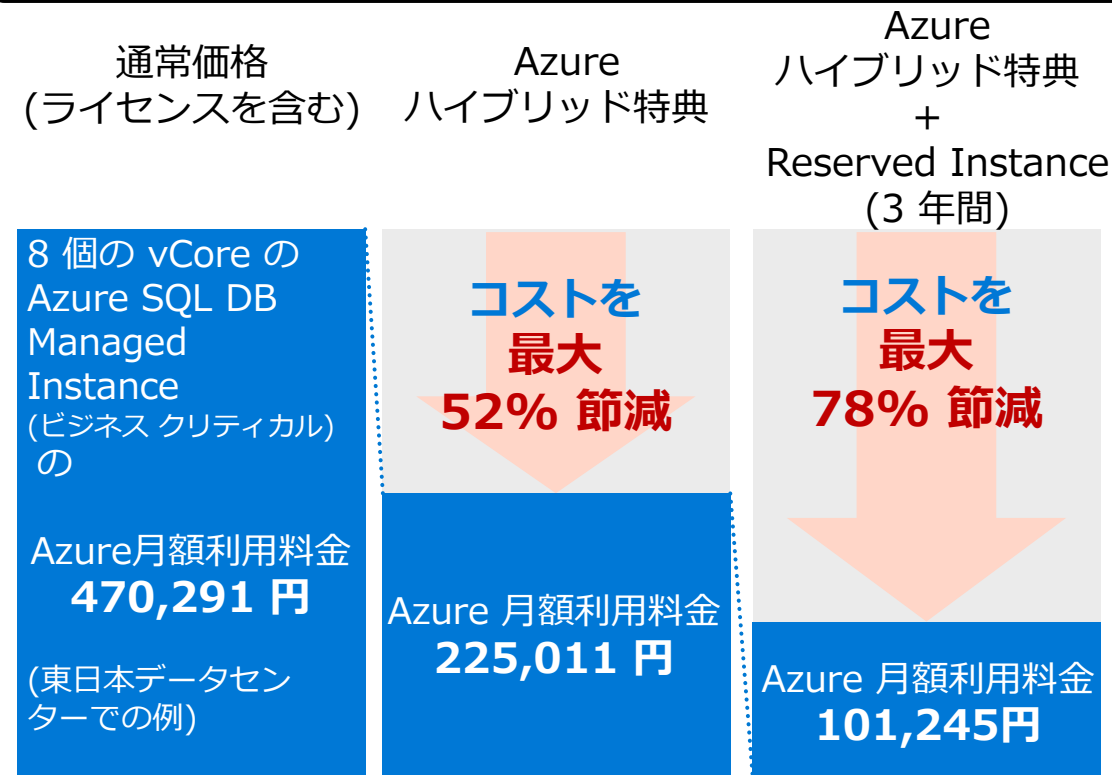 通常価格
(ライセンスを含む)
Azure
ハイブリッド特典
Azure
ハイブリッド特典
+
Reserved Instance
(3 年間)
8 個の vCore の
Azure SQL DB
Managed
Instance
(ビジネス クリティカル)
の
Azure月額利用料金
470,291 円
(東日本データセン
ターでの例)
コストを
最大
52% 節減
Azure 月額利用料金
225,011 円
コストを
最大
78% 節減
Azure 月額利用料金
101,245円